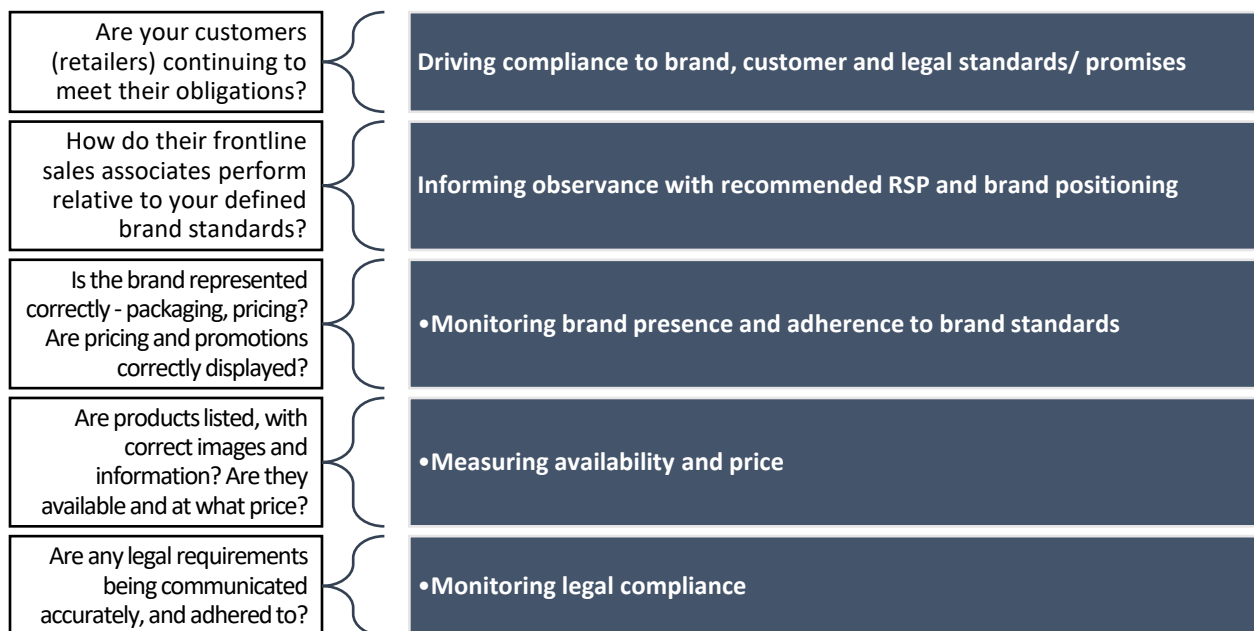 Are your customers
(retailers) continuing to
meet their obligations?
Driving compliance to brand, customer and legal standards/ promises
How do their frontline
sales associates perform
relative to your defined
brand standards?
Informing observance with recommended RSP and brand positioning
Is the brand represented
correctly - packaging, pricing?
Are pricing and promotions
correctly displayed?
•Monitoring brand presence and adherence to brand standards
Are products listed, with
correct images and
information? Are they
available and at what price?
•Measuring availability and price
Are any legal requirements
being communicated
accurately, and adhered to?
•Monitoring legal compliance